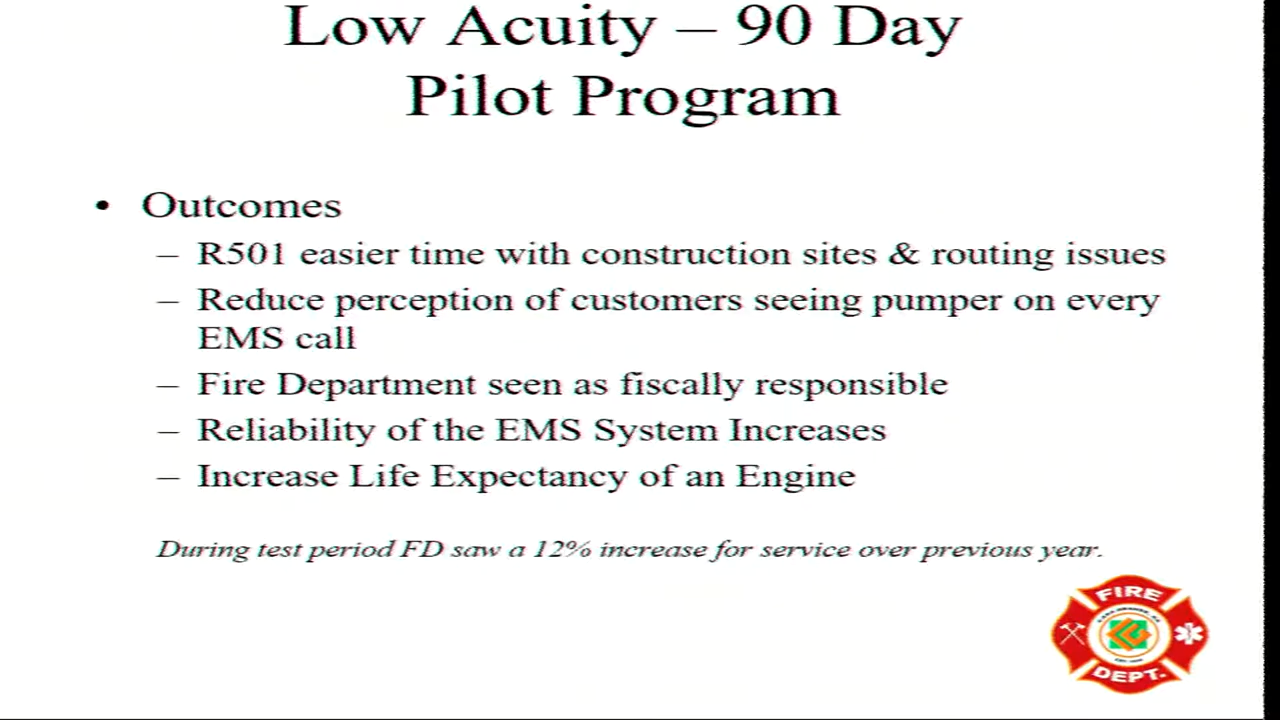 Low Acuity – 90 Day
Pilot Program
• Outcomes
– R501 easier time with construction sites & routing issues
– Reduce perception of customers seeing pumper on every
EMS call
– Fire Department seen as fiscally responsible
– Reliability of the EMS System Increases
– Increase Life Expectancy of an Engine
During test period FD saw a 12% increase for service over previous year.
FIRE
DEPT.